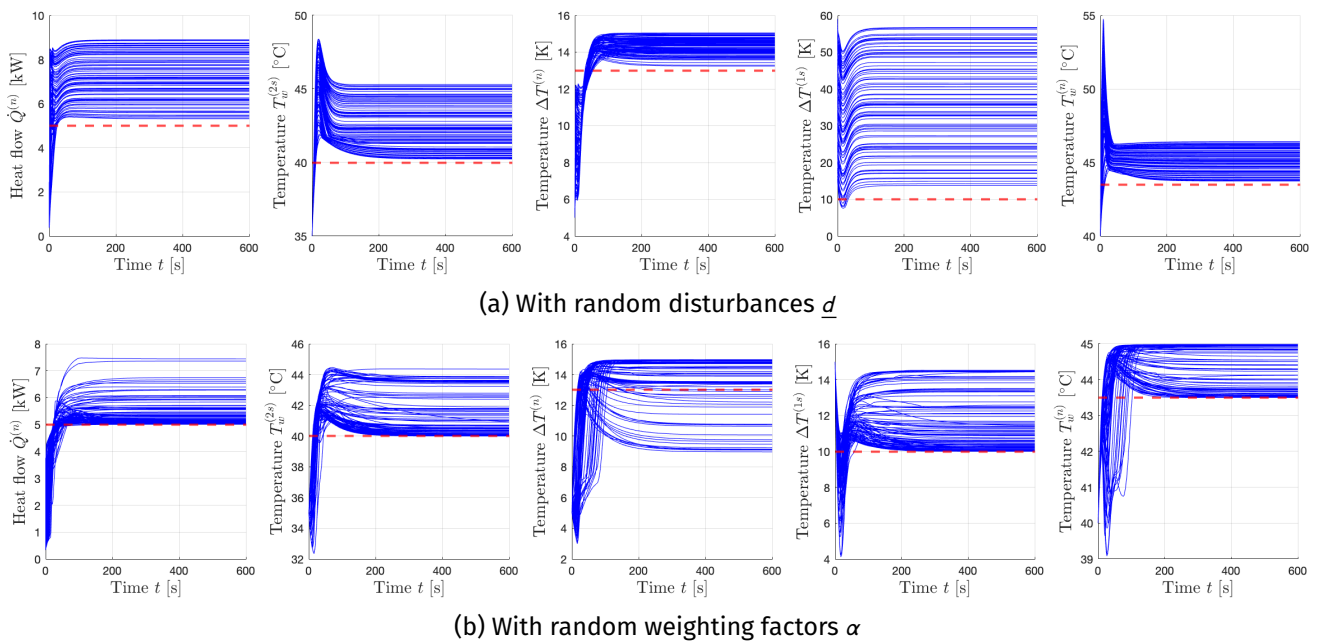 10
8
6
4
2
0
0 200 400 600
Heat flow Q̇⁽ⁿ⁾ [kW]
Time t [s]
50
45
40
35
0 200 400 600
Temperature T_w^(2s) [°C]
Time t [s]
16
14
12
10
8
6
4
0 200 400 600
Temperature ΔT⁽ⁿ⁾ [K]
Time t [s]
60
50
40
30
20
10
0
0 200 400 600
Temperature ΔT^(1s) [K]
Time t [s]
55
50
45
40
0 200 400 600
Temperature T_w^(n) [°C]
Time t [s]
(a) With random disturbances d
8
7
6
5
4
3
2
1
0
0 200 400 600
Heat flow Q̇⁽ⁿ⁾ [kW]
Time t [s]
46
44
42
40
38
36
34
32
0 200 400 600
Temperature T_w^(2s) [°C]
Time t [s]
16
14
12
10
8
6
4
2
0 200 400 600
Temperature ΔT⁽ⁿ⁾ [K]
Time t [s]
16
14
12
10
8
6
4
0 200 400 600
Temperature ΔT^(1s) [K]
Time t [s]
45
44
43
42
41
40
39
0 200 400 600
Temperature T_w^(n) [°C]
Time t [s]
(b) With random weighting factors α